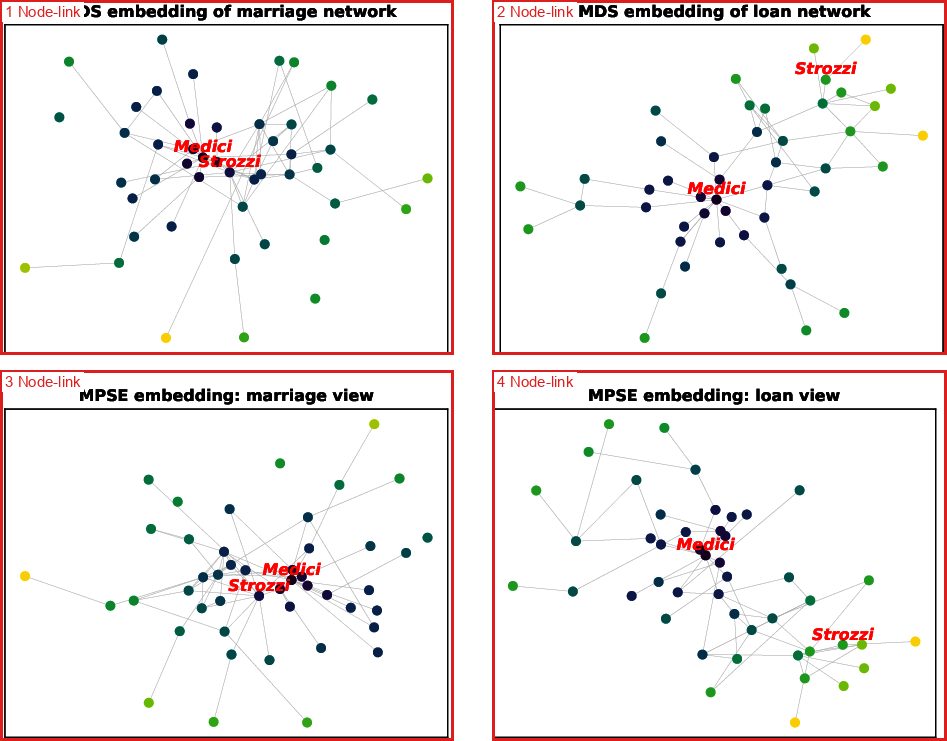 1 Node-link
DS embedding of marriage network
Medici
Strozzi
2 Node-link
MDS embedding of loan network
Strozzi
Medici
3 Node-link
MPSE embedding: marriage view
Medici
Strozzi
4 Node-link
MPSE embedding: loan view
Medici
Strozzi